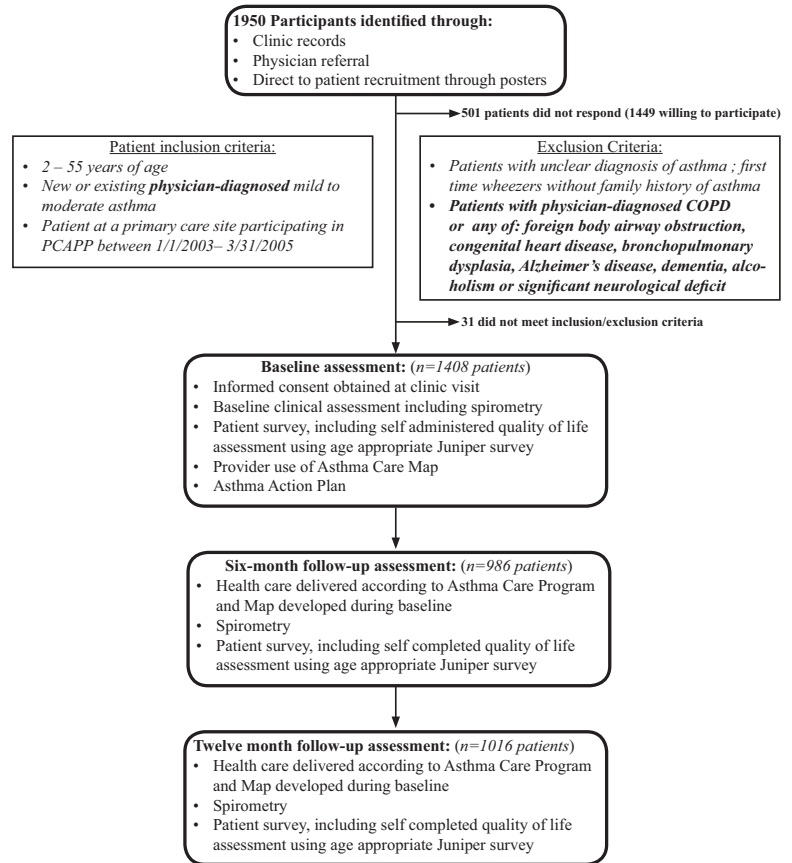 1950 Participants identified through:
• Clinic records
• Physician referral
• Direct to patient recruitment through posters
501 patients did not respond (1449 willing to participate)
Patient inclusion criteria:
• 2 – 55 years of age
• New or existing physician-diagnosed mild to
moderate asthma
• Patient at a primary care site participating in
PCAPP between 1/1/2003– 3/31/2005
Exclusion Criteria:
• Patients with unclear diagnosis of asthma ; first
time wheezers without family history of asthma
• Patients with physician-diagnosed COPD
or any of: foreign body airway obstruction,
congenital heart disease, bronchopulmonary
dysplasia, Alzheimer's disease, dementia, alco-
holism or significant neurological deficit
31 did not meet inclusion/exclusion criteria
Baseline assessment: (n=1408 patients)
• Informed consent obtained at clinic visit
• Baseline clinical assessment including spirometry
• Patient survey, including self administered quality of life
assessment using age appropriate Juniper survey
• Provider use of Asthma Care Map
• Asthma Action Plan
Six-month follow-up assessment: (n=986 patients)
• Health care delivered according to Asthma Care Program
and Map developed during baseline
• Spirometry
• Patient survey, including self completed quality of life
assessment using age appropriate Juniper survey
Twelve month follow-up assessment: (n=1016 patients)
• Health care delivered according to Asthma Care Program
and Map developed during baseline
• Spirometry
• Patient survey, including self completed quality of life
assessment using age appropriate Juniper survey